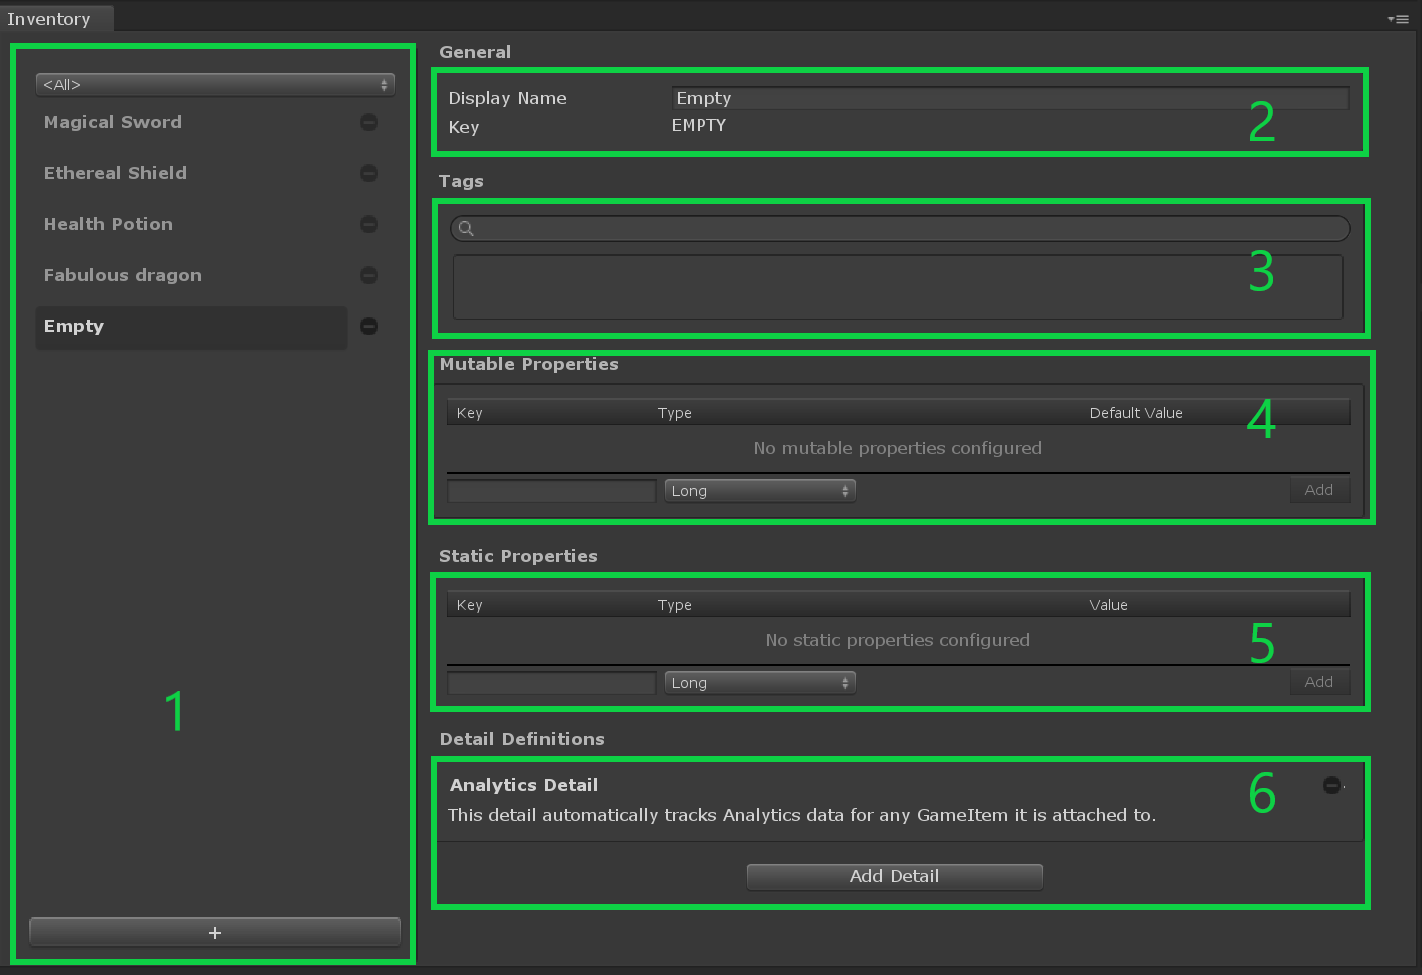 Inventory
<All>
Magical Sword
Ethereal Shield
Health Potion
Fabulous dragon
Empty
1
+
General
Display Name Empty
Key EMPTY
2
Tags
3
Mutable Properties
Key Type Default Value
4
No mutable properties configured
Long Add
Static Properties
Key Type Value
No static properties configured
5
Long Add
Detail Definitions
Analytics Detail
6
This detail automatically tracks Analytics data for any GameItem it is attached to.
Add Detail